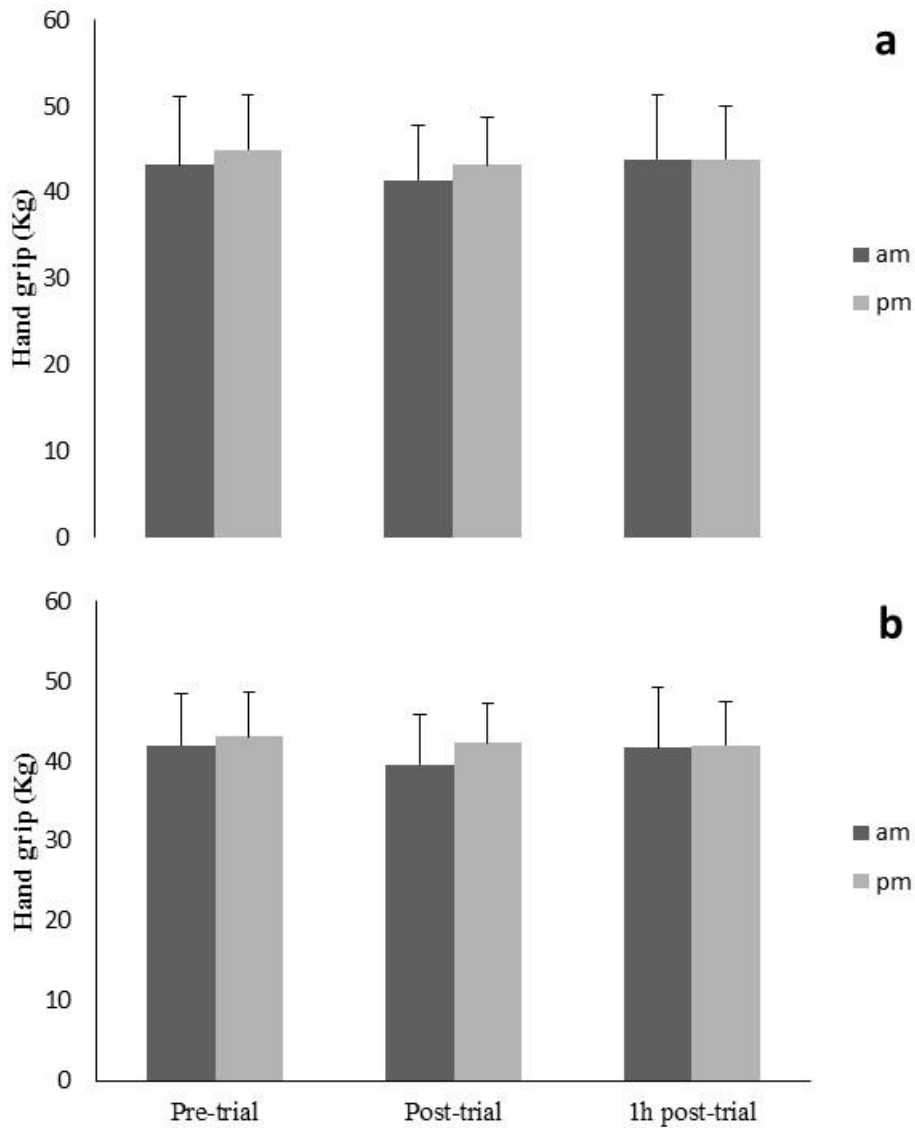 a
60
50
40
30
20
10
0
Hand grip (Kg)
am
pm
b
60
50
40
30
20
10
0
Hand grip (Kg)
am
pm
Pre-trial
Post-trial
1h post-trial